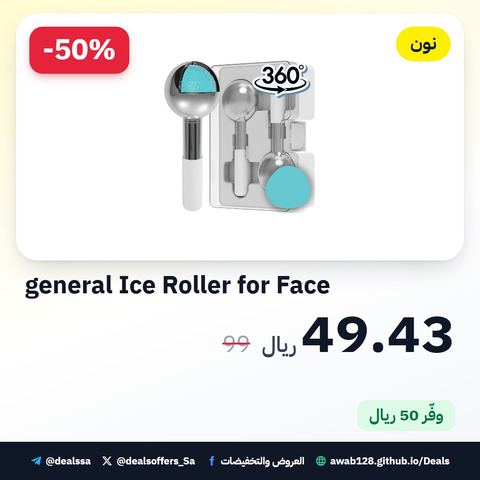 -50%
نون
360°
general Ice Roller for Face
49.43 ريال 99
وفّر 50 ريال
@dealssa @dealsoffers_Sa العروض والتخفيضات awab128.github.io/Deals